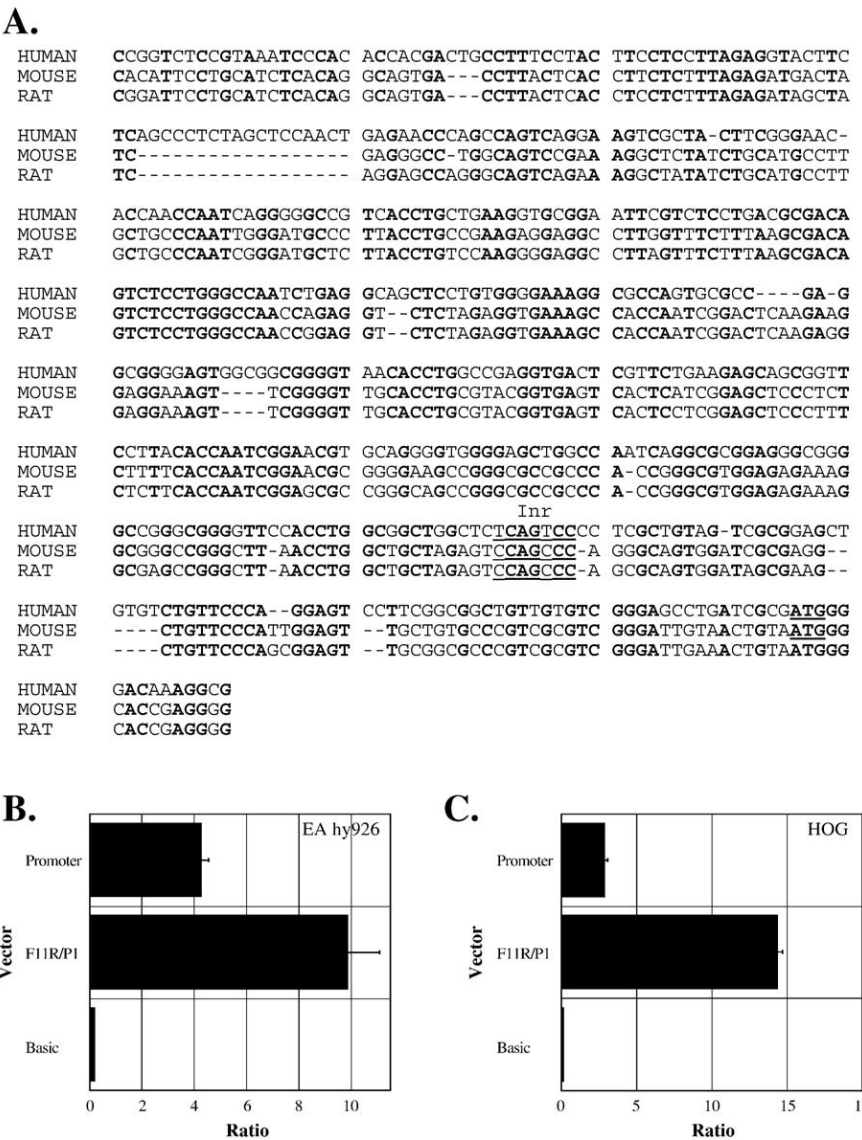 A.
HUMAN CCGGTCTCCGTAAATCCCAC ACCACGACTGCCTTTCCTAC TTCCTCCTTAGAGGTACTTC
MOUSE CACATTCCTGCATCTCACAG GCAGTGA---CCTTACTCAC CTTCTCTTTAGAGATGACTA
RAT CGGATTCCTGCATCTCACAG GCAGTGA---CCTTACTCAC CTCCTCTTTAGAGATAGCTA
HUMAN TCAGCCCTCTAGCTCCAACT GAGAACCCAGCCAGTCAGGA AGTCGCTA-CTTCGGGAAC-
MOUSE TC------------------ GAGGGCC-TGGCAGTCCGAA AGGCTCTATCTGCATGCCTT
RAT TC------------------ AGGAGCCAGGGCAGTCAGAA AGGCTATATCTGCATGCCTT
HUMAN ACCAACCAATCAGGGGGCCG TCACCTGCTGAAGGTGCGGA ATTCGTCTCCTGACGCGACA
MOUSE GCTGCCCAATTGGGATGCCC TTACCTGCCGAAGAGGAGGC CTTGGTTTCTTTAAGCGACA
RAT GCTGCCCAATCGGGATGCTC TTACCTGTCCAAGGGGAGGC CTTAGTTTCTTTAAGCGACA
HUMAN GTCTCCTGGGCCAATCTGAG GCAGCTCCTGTGGGGAAAGG CGCCAGTGCGCC----GA-G
MOUSE GTCTCCTGGGCCAACCAGAG GT--CTCTAGAGGTGAAAGC CACCAATCGGACTCAAGAAG
RAT GTCTCCTGGGCCAACCGGAG GT--CTCTAGAGGTGAAAGC CACCAATCGGACTCAAGAGG
HUMAN GCGGGGAGTGGCGGCGGGGT AACACCTGGCCGAGGTGACT CGTTCTGAAGAGCAGCGGTT
MOUSE GAGGAAAGT----TCGGGGT TGCACCTGCGTACGGTGAGT CACTCATCGGAGCTCCCTCT
RAT GAGGAAAGT----TCGGGGT TGCACCTGCGTACGGTGAGT CACTCCTCGGAGCTCCCTTT
HUMAN CCTTACACCAATCGGAACGT GCAGGGGTGGGGAGCTGGCC AATCAGGCGCGGAGGGCGGG
MOUSE CTTTTCACCAATCGGAACGC GGGGAAGCCGGGCGCCGCCC A-CCGGGCGTGGAGAGAAAG
RAT CTCTTCACCAATCGGAGCGC CGGGCAGCCGGGCGCCGCCC A-CCGGGCGTGGAGAGAAAG
Inr
HUMAN GCCGGGCGGGGTTCCACCTG GCGGCTGGCTCTCAGTCCCC TCGCTGTAG-TCGCGGAGCT
MOUSE GCGGGCCGGGCTT-AACCTG GCTGCTAGAGTCCAGCCC-A GGGCAGTGGATCGCGAGG--
RAT GCGAGCCGGGCTT-AACCTG GCTGCTAGAGTCCAGCCC-A GCGCAGTGGATAGCGAAG--
HUMAN GTGTCTGTTCCCA--GGAGT CCTTCGGCGGCTGTTGTGTC GGGAGCCTGATCGCGATGGG
MOUSE ----CTGTTCCCATTGGAGT --TGCTGTGCCCGTCGCGTC GGGATTGTAACTGTAATGGG
RAT ----CTGTTCCCAGCGGAGT --TGCGGCGCCCGTCGCGTC GGGATTGAAACTGTAATGGG
HUMAN GACAAAGGCG
MOUSE CACCGAGGGG
RAT CACCGAGGGG
B.
EA hy926
Vector
Promoter
F11R/P1
Basic
0 2 4 6 8 10
Ratio
C.
HOG
Vector
Promoter
F11R/P1
Basic
0 5 10 15
Ratio